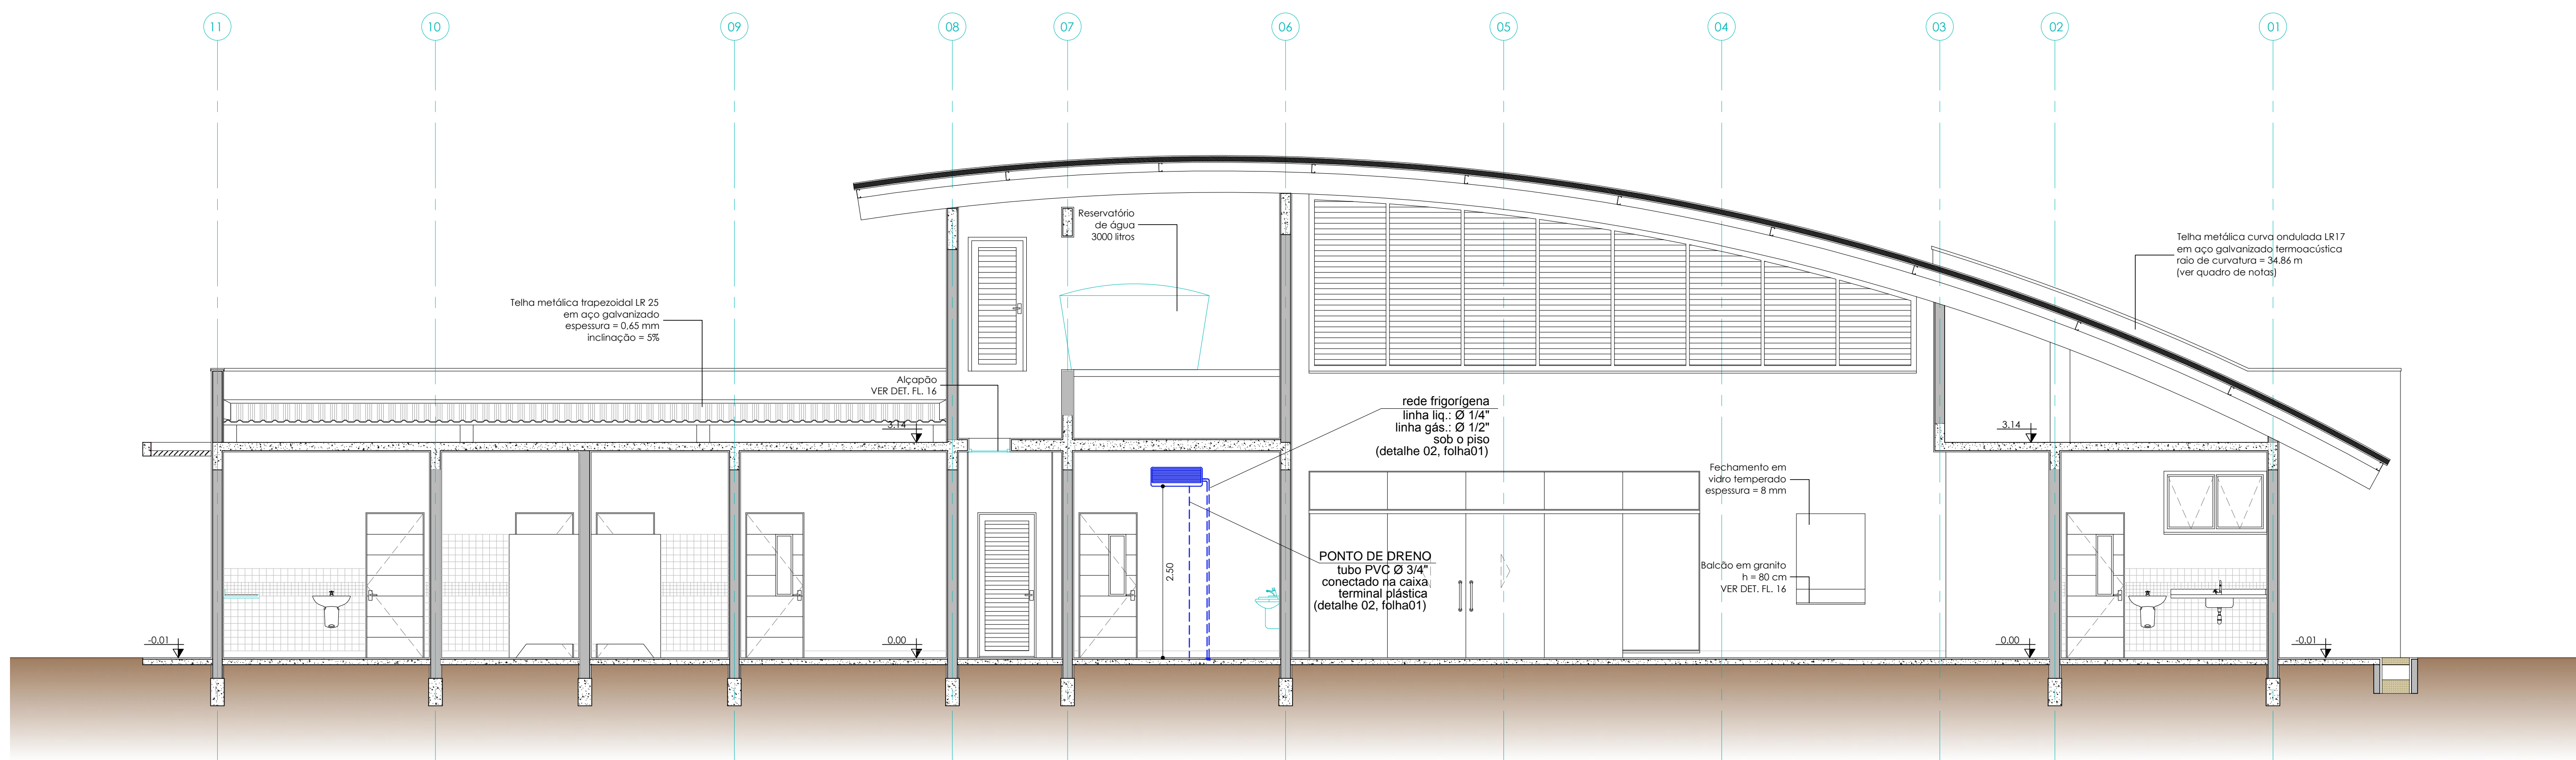 11
10
09
08
07
06
05
04
03
02
01
Reservatório
de água
3000 litros
Telha metálica curva ondulada LR17
em aço galvanizado termoacústica
raio de curvatura = 34.86 m
(ver quadro de notas)
Telha metálica trapezoidal LR 25
em aço galvanizado
espessura = 0,65 mm
inclinação = 5%
Alçapão
VER DET. FL. 16
rede frigorígena
linha liq.: Ø 1/4"
linha gás.: Ø 1/2"
sob o piso
(detalhe 02, folha01)
3.14
3.14
Fechamento em
vidro temperado
espessura = 8 mm
PONTO DE DRENO
tubo PVC Ø 3/4"
conectado na caixa
terminal plástica
(detalhe 02, folha01)
2.50
Balcão em granito
h = 80 cm
VER DET. FL. 16
-0.01
0.00
0.00
-0.01